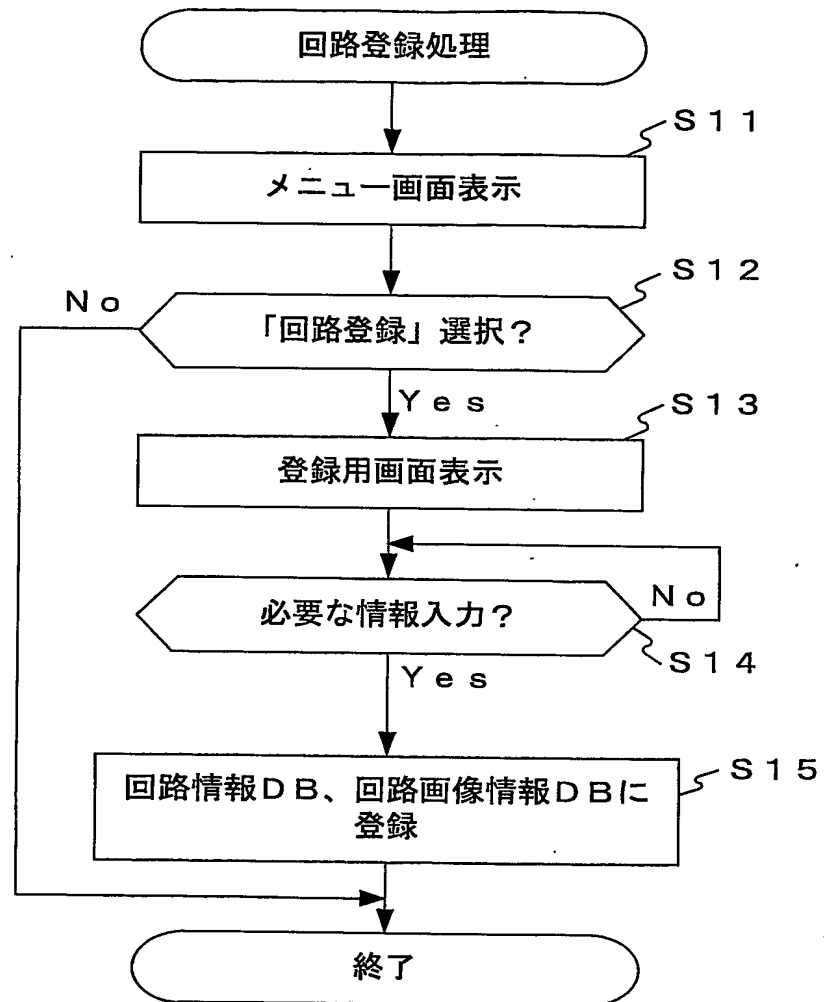 回路登録処理
S11
メニュー画面表示
S12
No
「回路登録」選択？
Yes
S13
登録用画面表示
必要な情報入力？
No
S14
Yes
S15
回路情報DB、回路画像情報DBに
登録
終了